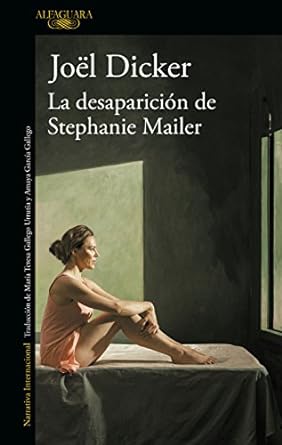 ALFAGUARA
Joël Dicker
La desaparición de
Stephanie Mailer
Narrativa Internacional Traducción de María Teresa Gallego Urrutia y Amaya García Gallego